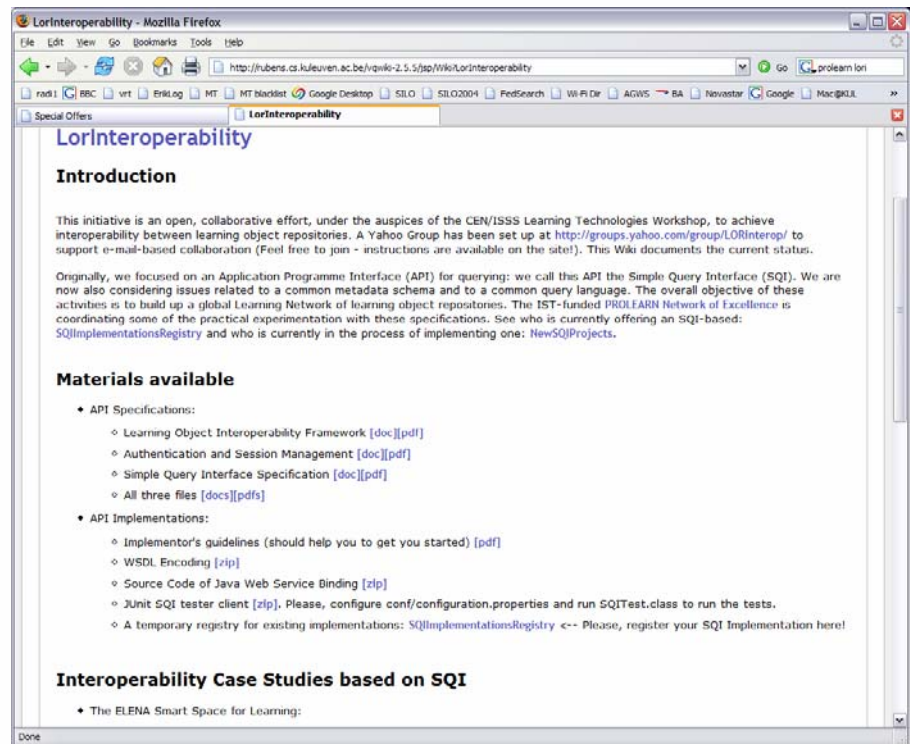 LorInteroperability - Mozilla Firefox
File Edit View Go Bookmarks Tools Help
http://rubens.cs.kuleuven.ac.be/vqwiki-2.5.5/jsp/Wiki?LorInteroperability Go prolearn lori
radi1 BBC vrt ErikLog MT MT blacklist Google Desktop SILO SILO2004 FedSearch Wi-Fi Dir AGWS BA Novastar Google Mac@KUL »
Special Offers LorInteroperability
LorInteroperability
Introduction
This initiative is an open, collaborative effort, under the auspices of the CEN/ISSS Learning Technologies Workshop, to achieve
interoperability between learning object repositories. A Yahoo Group has been set up at http://groups.yahoo.com/group/LORInterop/ to
support e-mail-based collaboration (Feel free to join - instructions are available on the site!). This Wiki documents the current status.
Originally, we focused on an Application Programme Interface (API) for querying: we call this API the Simple Query Interface (SQI). We are
now also considering issues related to a common metadata schema and to a common query language. The overall objective of these
activities is to build up a global Learning Network of learning object repositories. The IST-funded PROLEARN Network of Excellence is
coordinating some of the practical experimentation with these specifications. See who is currently offering an SQI-based:
SQIImplementationsRegistry and who is currently in the process of implementing one: NewSQIProjects.
Materials available
API Specifications:
Learning Object Interoperability Framework [doc][pdf]
Authentication and Session Management [doc][pdf]
Simple Query Interface Specification [doc][pdf]
All three files [docs][pdfs]
API Implementations:
Implementor's guidelines (should help you to get you started) [pdf]
WSDL Encoding [zip]
Source Code of Java Web Service Binding [zip]
JUnit SQI tester client [zip]. Please, configure conf/configuration.properties and run SQITest.class to run the tests.
A temporary registry for existing implementations: SQIImplementationsRegistry <-- Please, register your SQI Implementation here!
Interoperability Case Studies based on SQI
The ELENA Smart Space for Learning:
Done